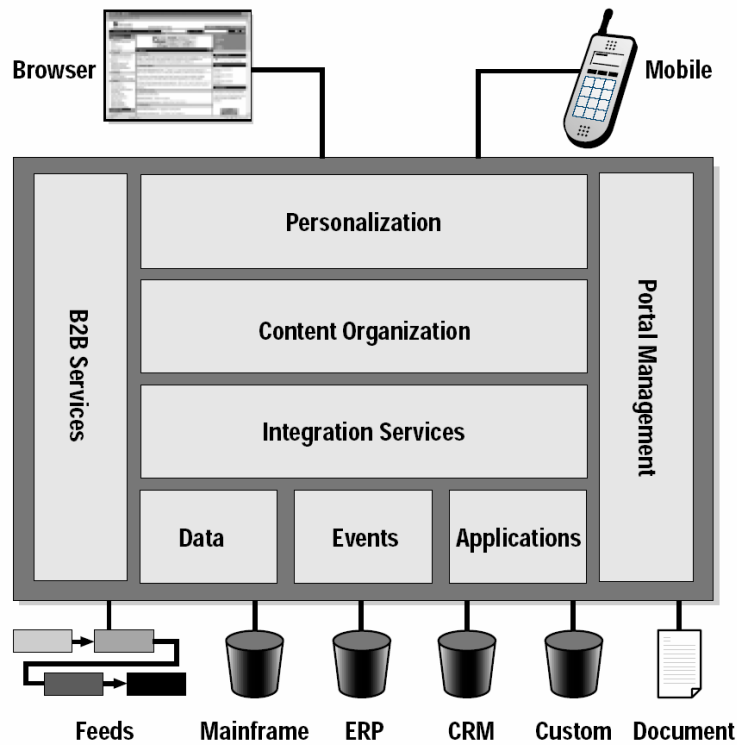 Browser
Mobile
Personalization
B2B Services
Content Organization
Portal Management
Integration Services
Data
Events
Applications
Feeds
Mainframe
ERP
CRM
Custom
Document